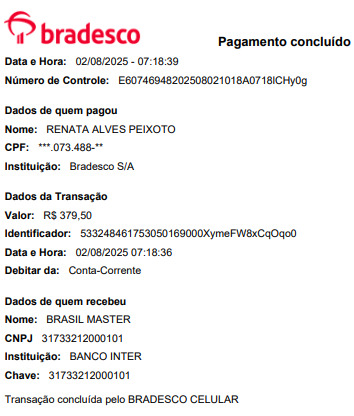 bradesco
Pagamento concluído
Data e Hora: 02/08/2025 - 07:18:39
Número de Controle: E60746948202508021018A0718ICHy0g
Dados de quem pagou
Nome: RENATA ALVES PEIXOTO
CPF: ***.073.488-**
Instituição: Bradesco S/A
Dados da Transação
Valor: R$ 379,50
Identificador: 533248461753050169000XymeFW8xCqOqo0
Data e Hora: 02/08/2025 07:18:36
Debitar da: Conta-Corrente
Dados de quem recebeu
Nome: BRASIL MASTER
CNPJ 31733212000101
Instituição: BANCO INTER
Chave: 31733212000101
Transação concluída pelo BRADESCO CELULAR